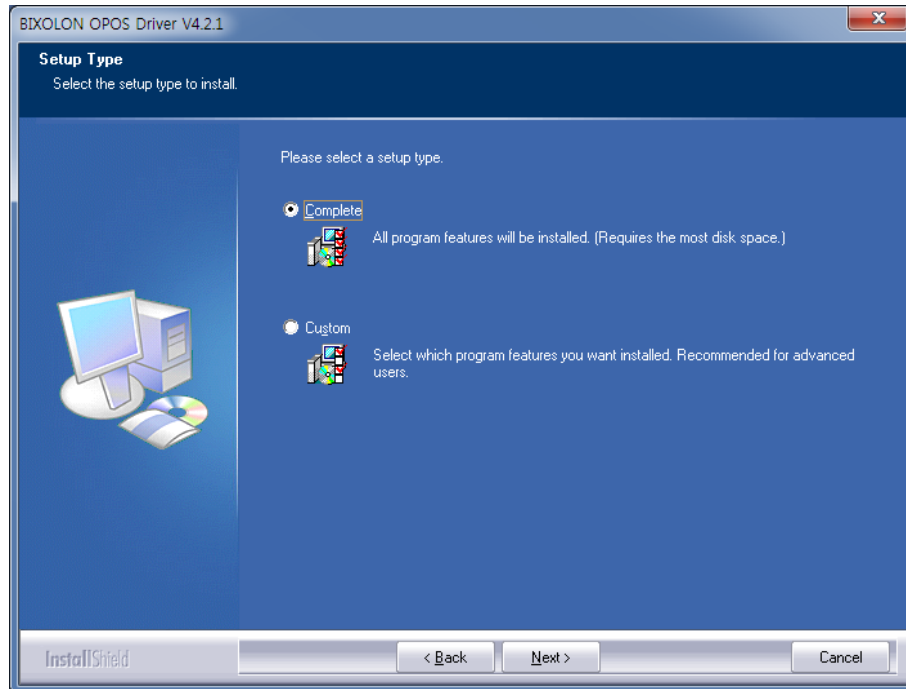 BIXOLON OPOS Driver V4.2.1
Setup Type
Select the setup type to install.
Please select a setup type.
Complete
All program features will be installed. (Requires the most disk space.)
Custom
Select which program features you want installed. Recommended for advanced
users.
InstallShield
< Back
Next >
Cancel